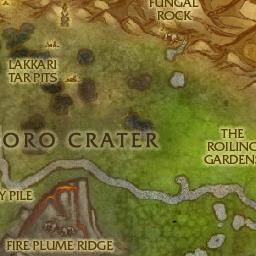 FUNGAL
ROCK
LAKKARI
TAR PITS
ORO CRATER
THE
ROILING
GARDENS
Y PILE
FIRE PLUME RIDGE